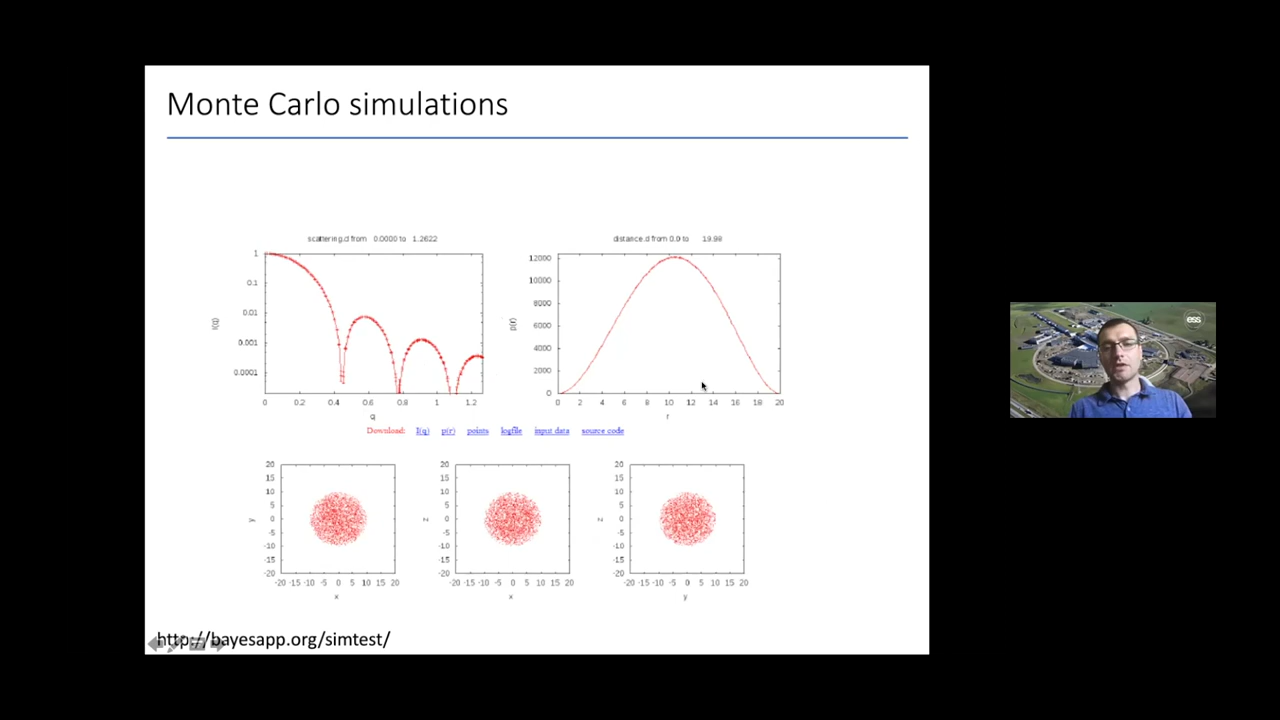 Monte Carlo simulations
scattering.d from 0.0000 to 1.2622
distance.d from 0.0 to 19.98
1
0.1
0.01
0.001
0.0001
I(q)
0 0.2 0.4 0.6 0.8 1 1.2
q
12000
10000
8000
6000
4000
2000
0
p(r)
0 2 4 6 8 10 12 14 16 18 20
r
Download: I(q) p(r) points logfile input data source code
20
15
10
5
0
-5
-10
-15
-20
y
-20 -15 -10 -5 0 5 10 15 20
x
20
15
10
5
0
-5
-10
-15
-20
z
-20 -15 -10 -5 0 5 10 15 20
x
20
15
10
5
0
-5
-10
-15
-20
z
-20 -15 -10 -5 0 5 10 15 20
y
http://bayesapp.org/simtest/
ess